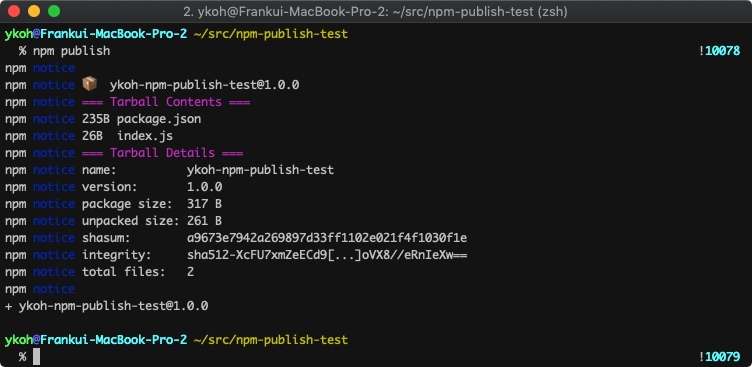 2. ykoh@Frankui-MacBook-Pro-2: ~/src/npm-publish-test (zsh)
ykoh@Frankui-MacBook-Pro-2 ~/src/npm-publish-test
% npm publish !10078
npm notice
npm notice 📦 ykoh-npm-publish-test@1.0.0
npm notice === Tarball Contents ===
npm notice 235B package.json
npm notice 26B index.js
npm notice === Tarball Details ===
npm notice name: ykoh-npm-publish-test
npm notice version: 1.0.0
npm notice package size: 317 B
npm notice unpacked size: 261 B
npm notice shasum: a9673e7942a269897d33ff1102e021f4f1030f1e
npm notice integrity: sha512-XcFU7xmZeECd9[...]oVX8//eRnIeXw==
npm notice total files: 2
npm notice
+ ykoh-npm-publish-test@1.0.0
ykoh@Frankui-MacBook-Pro-2 ~/src/npm-publish-test
% !10079